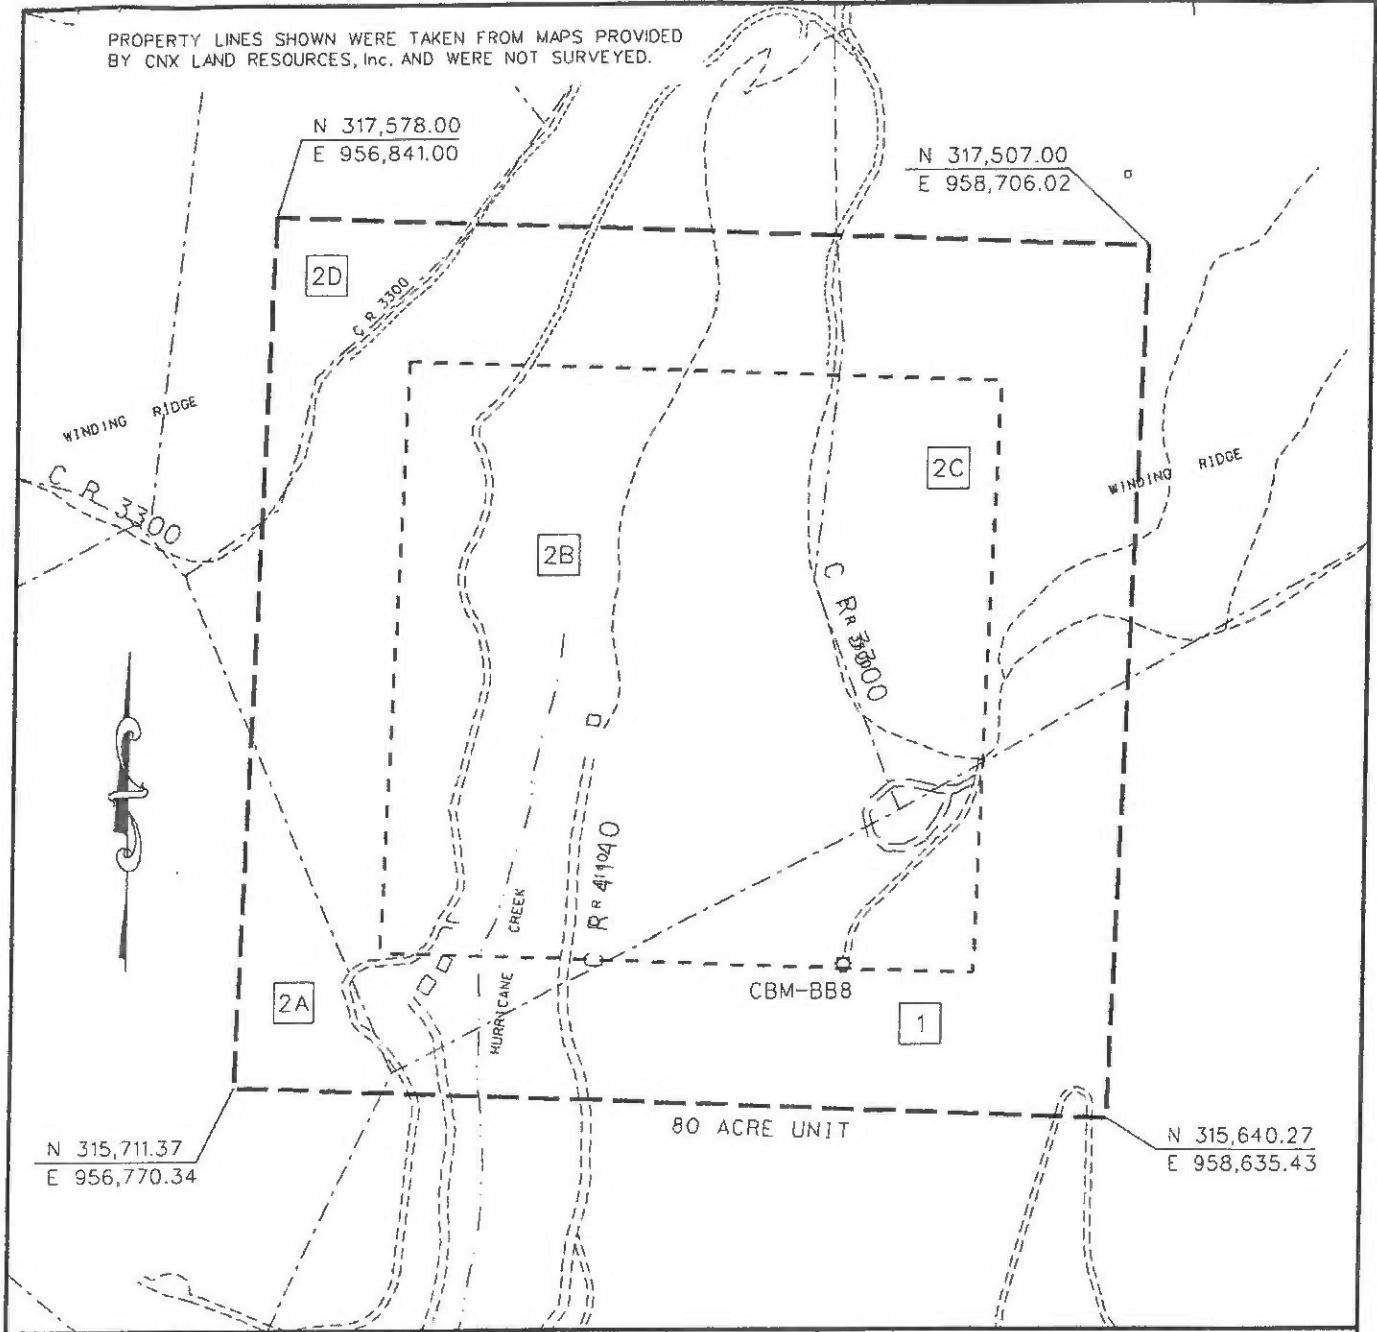 PROPERTY LINES SHOWN WERE TAKEN FROM MAPS PROVIDED
BY CNX LAND RESOURCES, Inc. AND WERE NOT SURVEYED.
N 317,578.00
E 956,841.00
N 317,507.00
E 958,706.02
2D
C R 3300
WINDING RIDGE
C R 3300
2C
WINDING RIDGE
2B
C R
3300
C R
CREEK
HURRICANE
2A
CBM-BB8
1
80 ACRE UNIT
N 315,711.37
E 956,770.34
N 315,640.27
E 958,635.43